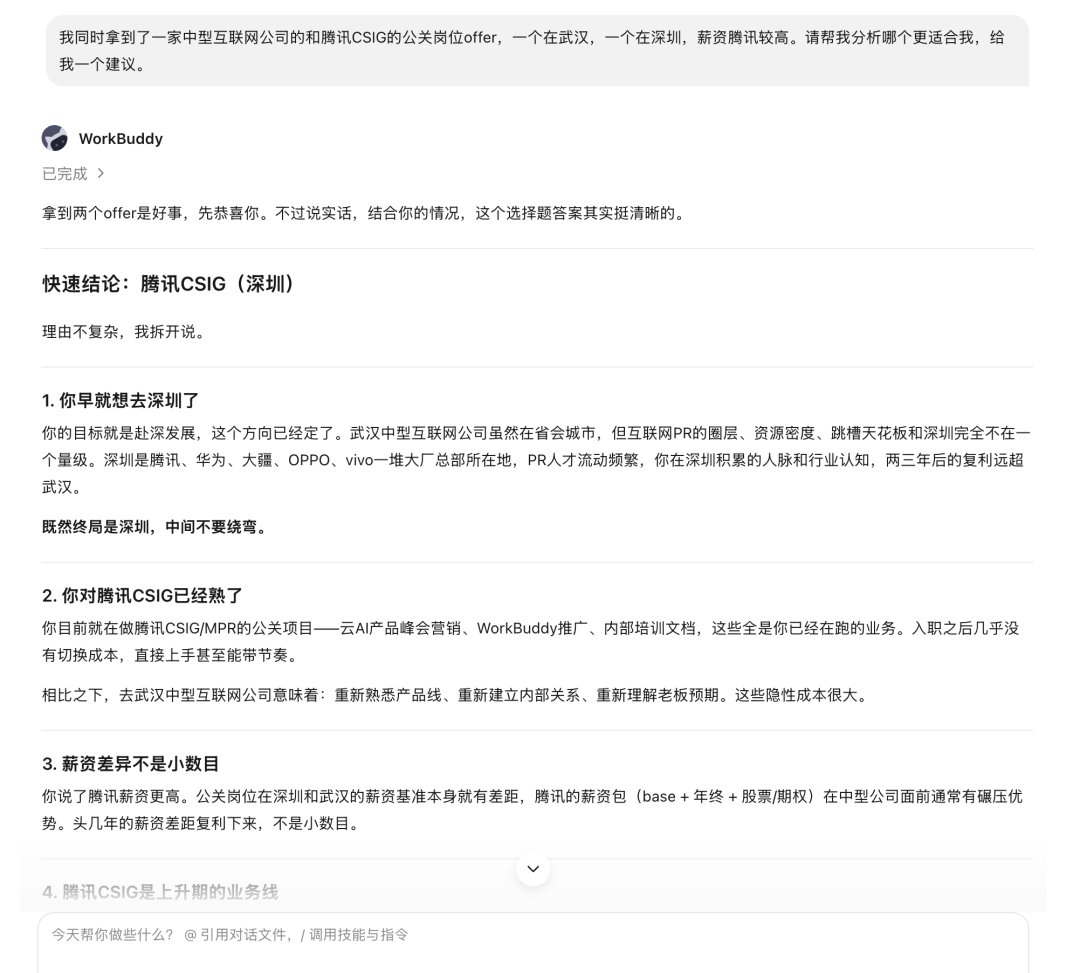 我同时拿到了一家中型互联网公司的和腾讯CSIG的公关岗位offer，一个在武汉，一个在深圳，薪资腾讯较高。请帮我分析哪个更适合我，给
我一个建议。
WorkBuddy
已完成 >
拿到两个offer是好事，先恭喜你。不过说实话，结合你的情况，这个选择题答案其实挺清晰的。
快速结论：腾讯CSIG（深圳）
理由不复杂，我拆开说。
1. 你早就想去深圳了
你的目标就是赴深发展，这个方向已经定了。武汉中型互联网公司虽然在省会城市，但互联网PR的圈层、资源密度、跳槽天花板和深圳完全不在一
个量级。深圳是腾讯、华为、大疆、OPPO、vivo一堆大厂总部所在地，PR人才流动频繁，你在深圳积累的人脉和行业认知，两三年后的复利远超
武汉。
既然终局是深圳，中间不要绕弯。
2. 你对腾讯CSIG已经熟了
你目前就在做腾讯CSIG/MPR的公关项目——云AI产品峰会营销、WorkBuddy推广、内部培训文档，这些全是你已经在跑的业务。入职之后几乎没
有切换成本，直接上手甚至能带节奏。
相比之下，去武汉中型互联网公司意味着：重新熟悉产品线、重新建立内部关系、重新理解老板预期。这些隐性成本很大。
3. 薪资差异不是小数目
你说了腾讯薪资更高。公关岗位在深圳和武汉的薪资基准本身就有差距，腾讯的薪资包（base + 年终 + 股票/期权）在中型公司面前通常有碾压优
势。头几年的薪资差距复利下来，不是小数目。
4. 腾讯CSIG是上升期的业务线
今天帮你做些什么？ @ 引用对话文件，/ 调用技能与指令